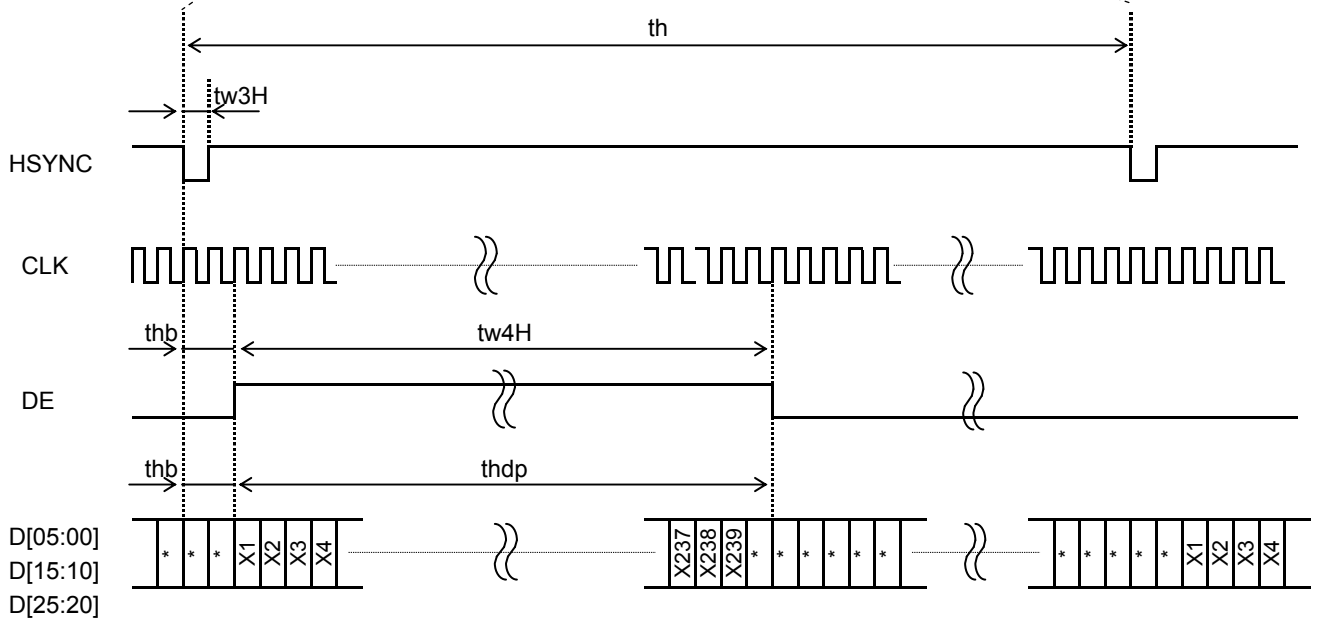 th
tw3H
HSYNC
CLK
thb tw4H
DE
thb thdp
D[05:00]
D[15:10]
D[25:20]
* * * X1 X2 X3 X4 X237 X238 X239 * * * * * * * * * * * X1 X2 X3 X4